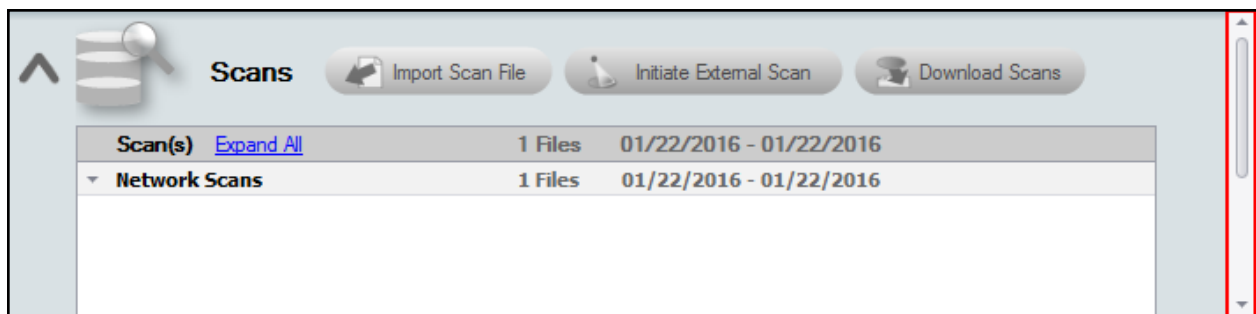 Scans Import Scan File Initiate External Scan Download Scans
Scan(s) Expand All 1 Files 01/22/2016 - 01/22/2016
Network Scans 1 Files 01/22/2016 - 01/22/2016